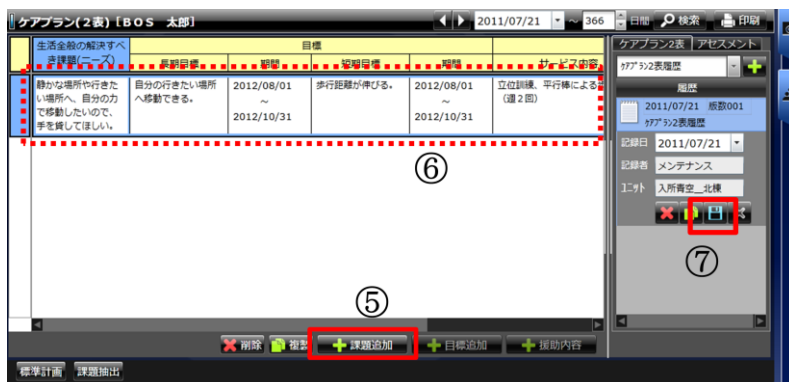 ケアプラン(2表)[BOS 太郎]
2011/07/21 ～ 366 日間 検索 印刷
生活全般の解決すべき課題(ニーズ)
目標
長期目標 期間 短期目標 期間 サービス内容
静かな場所や行きた
い場所へ、自分の力
で移動したいので、
手を貸してほしい。
自分の行きたい場所
へ移動できる。
2012/08/01
～
2012/10/31
歩行距離が伸びる。
2012/08/01
～
2012/10/31
立位訓練、平行棒による
(週2回)
⑥
⑤
削除 複製 課題追加 目標追加 援助内容
標準計画 課題抽出
ケアプラン2表 アセスメント
ｹｱﾌﾟﾗﾝ2表履歴
履歴
2011/07/21 版数001
ｹｱﾌﾟﾗﾝ2表履歴
記録日 2011/07/21
記録者 メンテナンス
ﾕﾆｯﾄ 入所青空__北棟
⑦